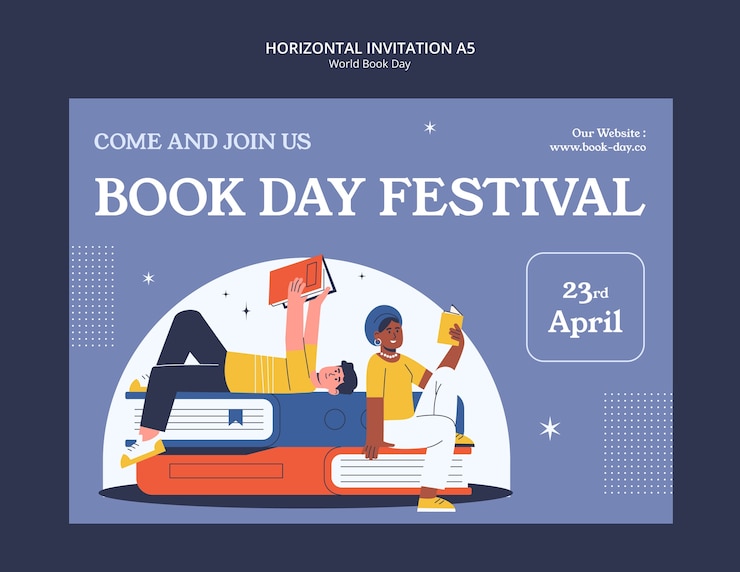 HORIZONTAL INVITATION A5
World Book Day
COME AND JOIN US
Our Website :
www.book-day.co
BOOK DAY FESTIVAL
23rd
April